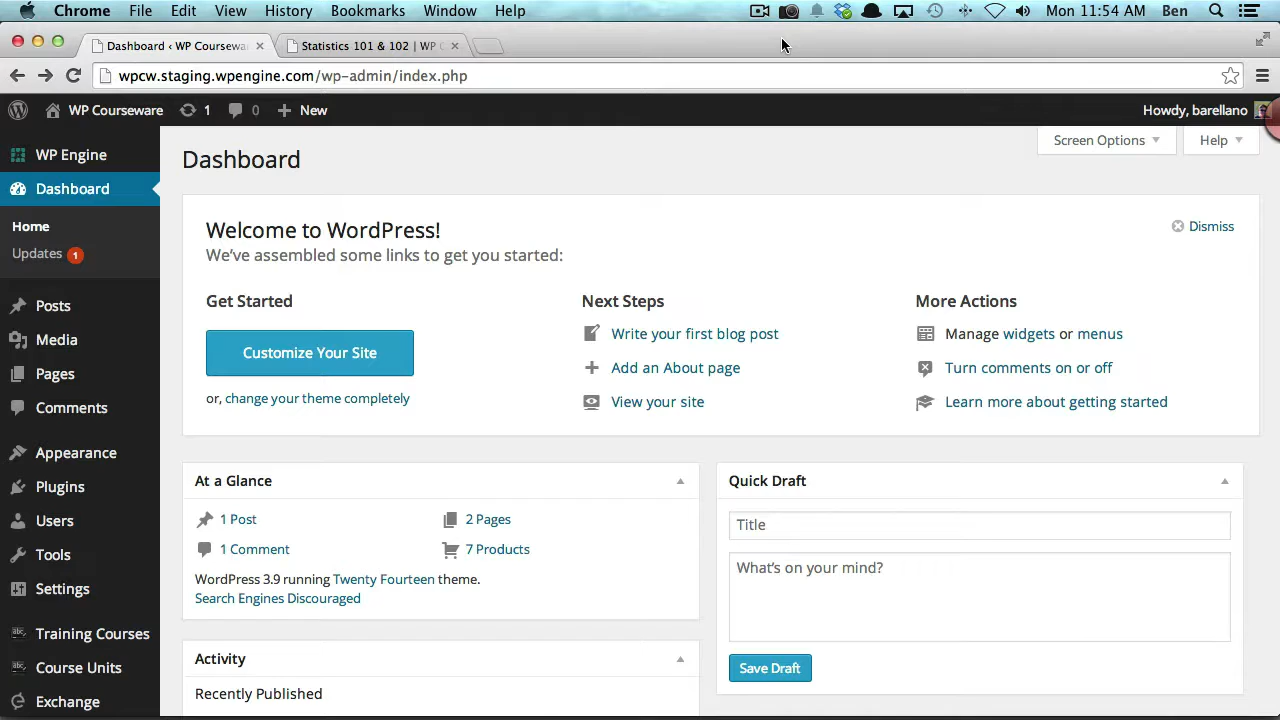 Chrome File Edit View History Bookmarks Window Help Mon 11:54 AM Ben
Dashboard ‹ WP Coursewa Statistics 101 & 102 | WP C
wpcw.staging.wpengine.com/wp-admin/index.php
WP Courseware 1 0 New Howdy, barellano
WP Engine
Dashboard
Home
Updates 1
Posts
Media
Pages
Comments
Appearance
Plugins
Users
Tools
Settings
Training Courses
Course Units
Exchange
Screen Options Help
Dashboard
Welcome to WordPress!
Dismiss
We’ve assembled some links to get you started:
Get Started
Customize Your Site
or, change your theme completely
Next Steps
Write your first blog post
Add an About page
View your site
More Actions
Manage widgets or menus
Turn comments on or off
Learn more about getting started
At a Glance
1 Post 2 Pages
1 Comment 7 Products
WordPress 3.9 running Twenty Fourteen theme.
Search Engines Discouraged
Activity
Recently Published
Quick Draft
Title
What’s on your mind?
Save Draft